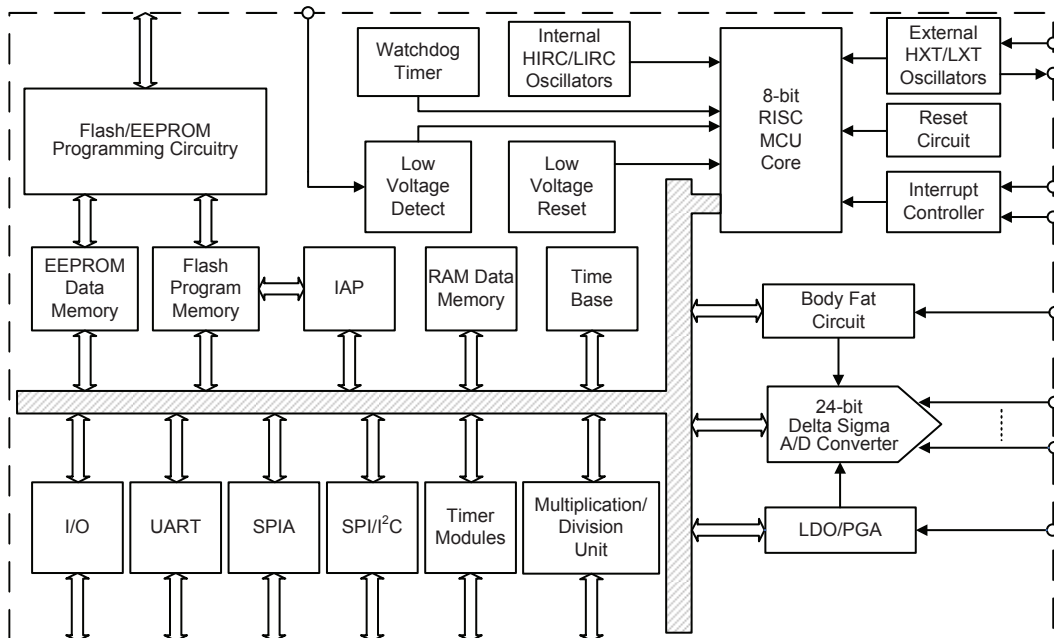 Watchdog
Timer
Internal
HIRC/LIRC
Oscillators
8-bit
RISC
MCU
Core
External
HXT/LXT
Oscillators
Flash/EEPROM
Programming Circuitry
Reset
Circuit
Low
Voltage
Detect
Low
Voltage
Reset
Interrupt
Controller
EEPROM
Data
Memory
Flash
Program
Memory
IAP
RAM Data
Memory
Time
Base
Body Fat
Circuit
24-bit
Delta Sigma
A/D Converter
I/O
UART
SPIA
SPI/I²C
Timer
Modules
Multiplication/
Division
Unit
LDO/PGA